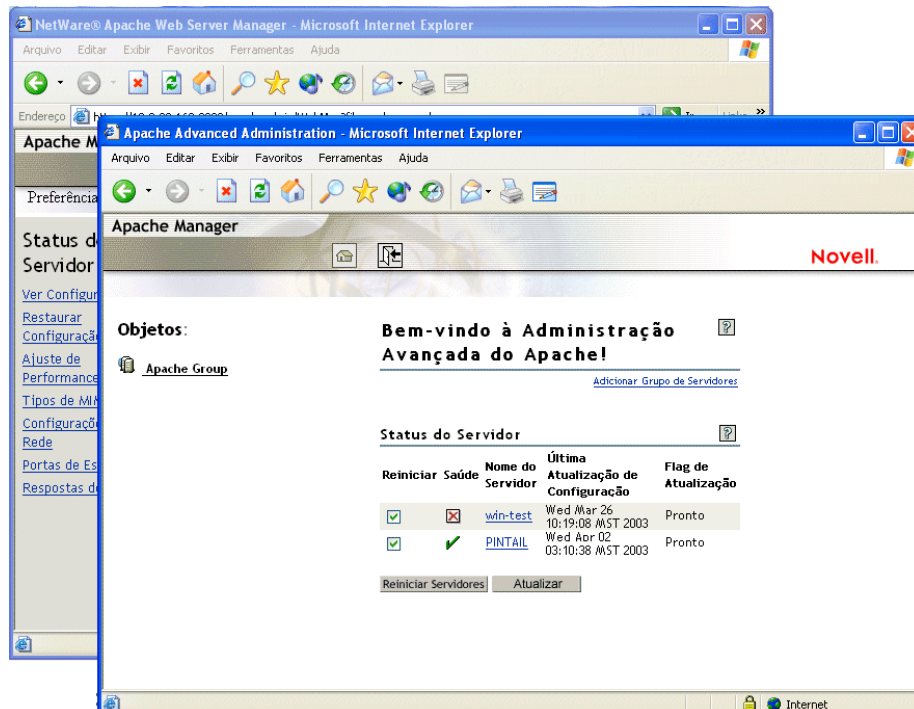 NetWare® Apache Web Server Manager - Microsoft Internet Explorer
Arquivo Editar Exibir Favoritos Ferramentas Ajuda
Endereço
Apache M
Preferência
Status d
Servidor
Ver Configur
Restaurar
Configuraçã
Ajuste de
Performance
Tipos de MIM
Configuraçõ
Rede
Portas de Es
Respostas d
Apache Advanced Administration - Microsoft Internet Explorer
Arquivo Editar Exibir Favoritos Ferramentas Ajuda
Apache Manager
Novell.
Objetos:
Apache Group
Bem-vindo à Administração
Avançada do Apache!
Adicionar Grupo de Servidores
Status do Servidor
Reiniciar Saúde Nome do Servidor Última Atualização de Configuração Flag de Atualização
win-test Wed Mar 26 10:19:08 MST 2003 Pronto
PINTAIL Wed Apr 02 03:10:38 MST 2003 Pronto
Reiniciar Servidores Atualizar
Internet